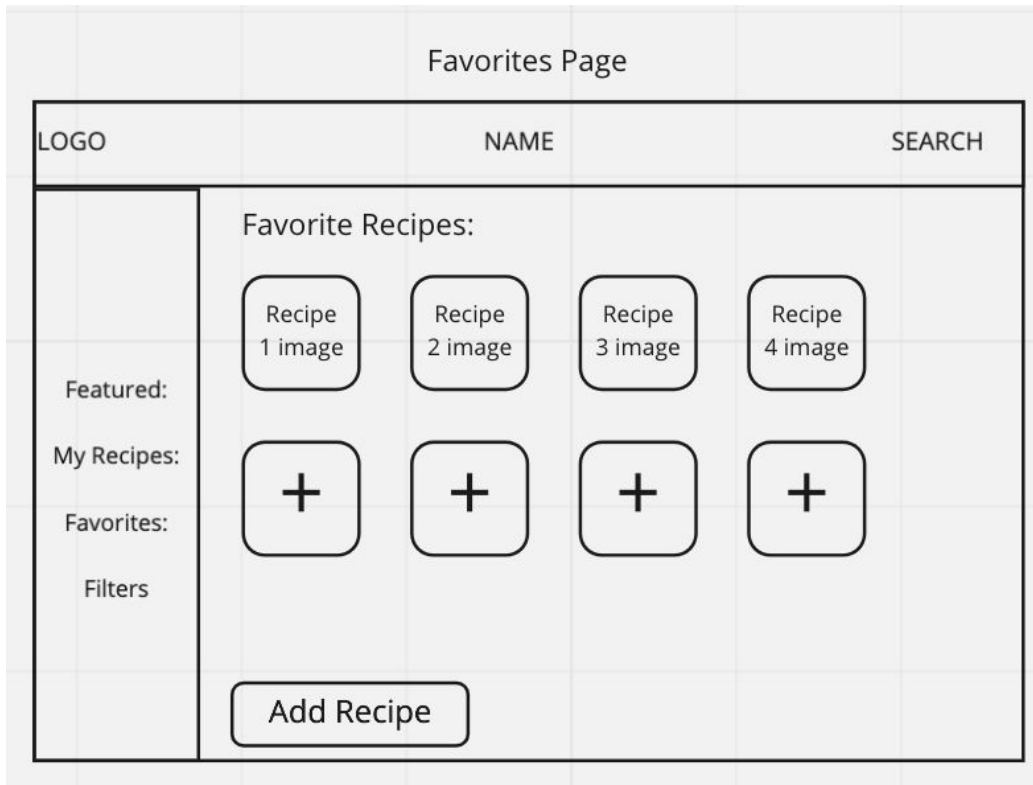 Favorites Page
LOGO NAME SEARCH
Favorite Recipes:
Recipe
1 image
Recipe
2 image
Recipe
3 image
Recipe
4 image
Featured:
My Recipes:
Favorites:
Filters
+ + + +
Add Recipe